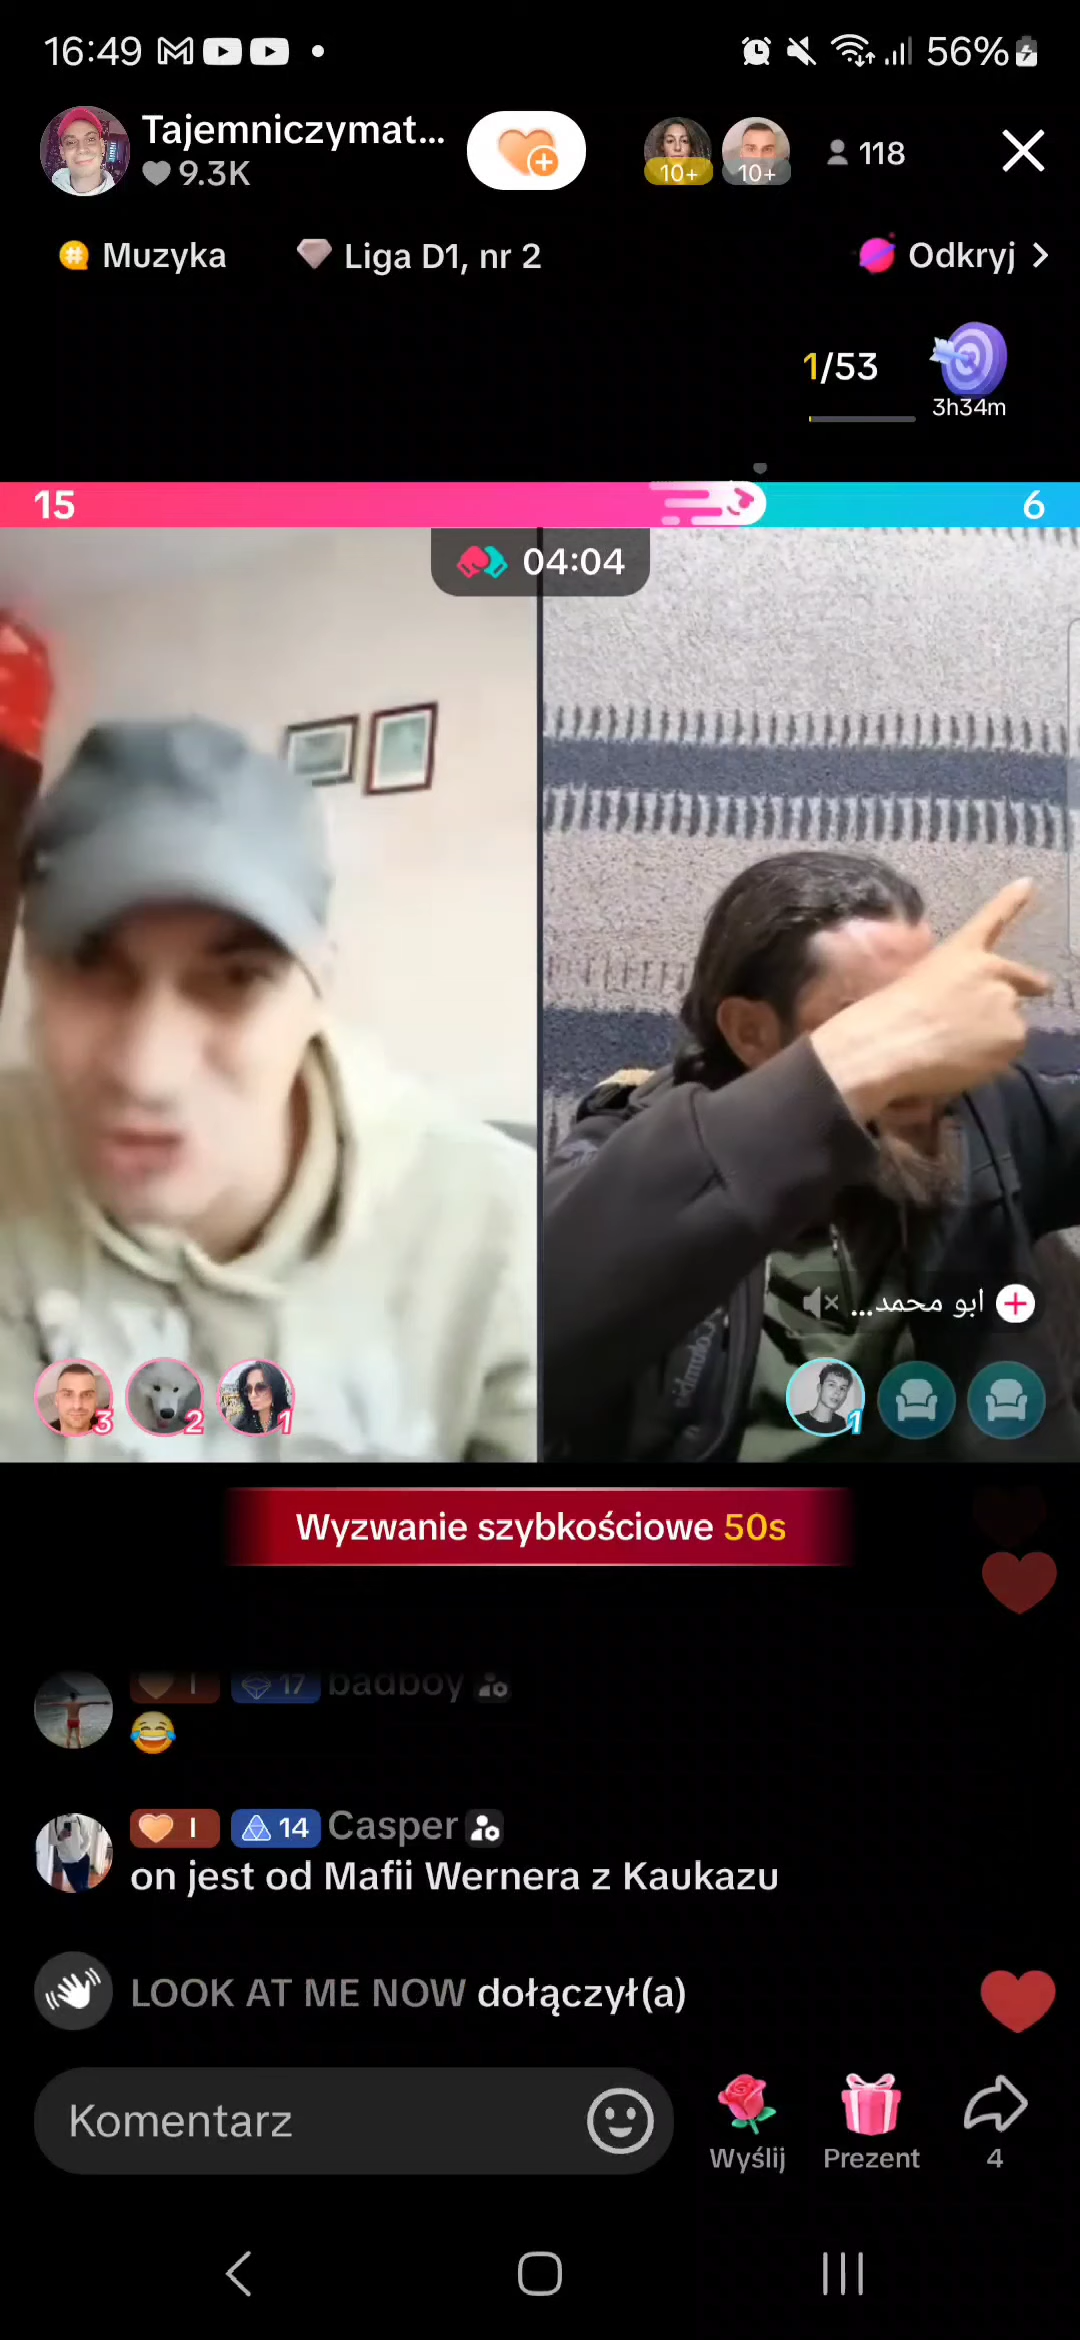 16:49
56%
Tajemniczymat...
9.3K
10+
10+
118
Muzyka
Liga D1, nr 2
Odkryj
1/53
3h34m
15
6
04:04
ابو محمد...
3
2
1
1
Wyzwanie szybkościowe 50s
I 17 badboy
I 14 Casper
on jest od Mafii Wernera z Kaukazu
LOOK AT ME NOW dołączył(a)
Komentarz
Wyślij
Prezent
4